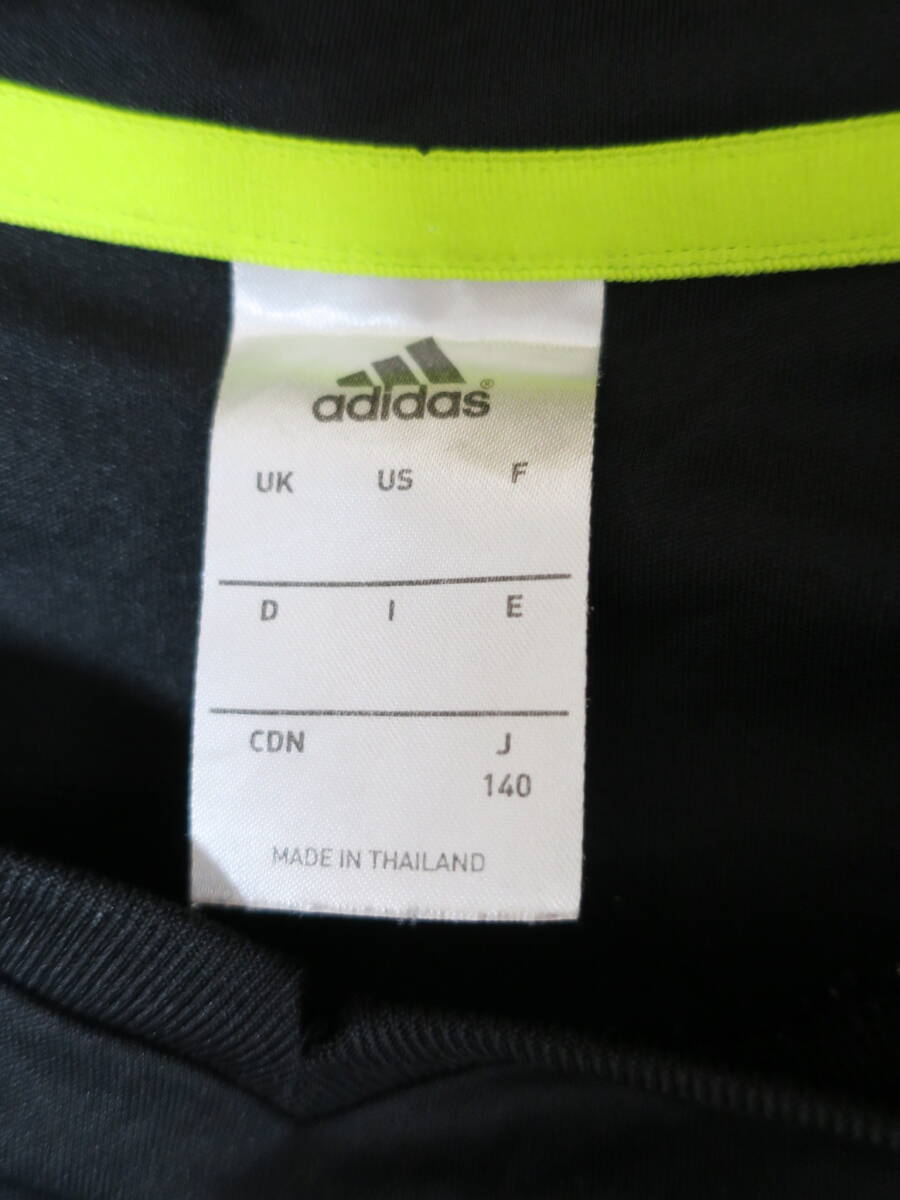 adidas®
UK US F
D I E
CDN J
140
MADE IN THAILAND